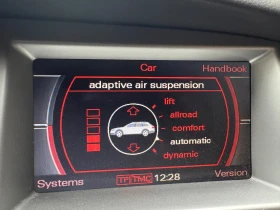 Car
Handbook
adaptive air suspension
lift
allroad
comfort
automatic
dynamic
Systems
TP TMC 12:28
Version